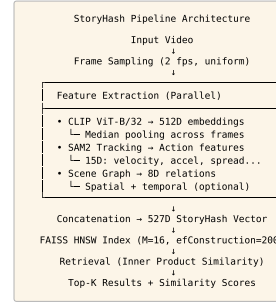 StoryHash Pipeline Architecture
Input Video
↓
Frame Sampling (2 fps, uniform)
↓
Feature Extraction (Parallel)
• CLIP ViT-B/32 → 512D embeddings
└─ Median pooling across frames
• SAM2 Tracking → Action features
└─ 15D: velocity, accel, spread...
• Scene Graph → 8D relations
└─ Spatial + temporal (optional)
↓
Concatenation → 527D StoryHash Vector
↓
FAISS HNSW Index (M=16, efConstruction=200
↓
Retrieval (Inner Product Similarity)
↓
Top-K Results + Similarity Scores